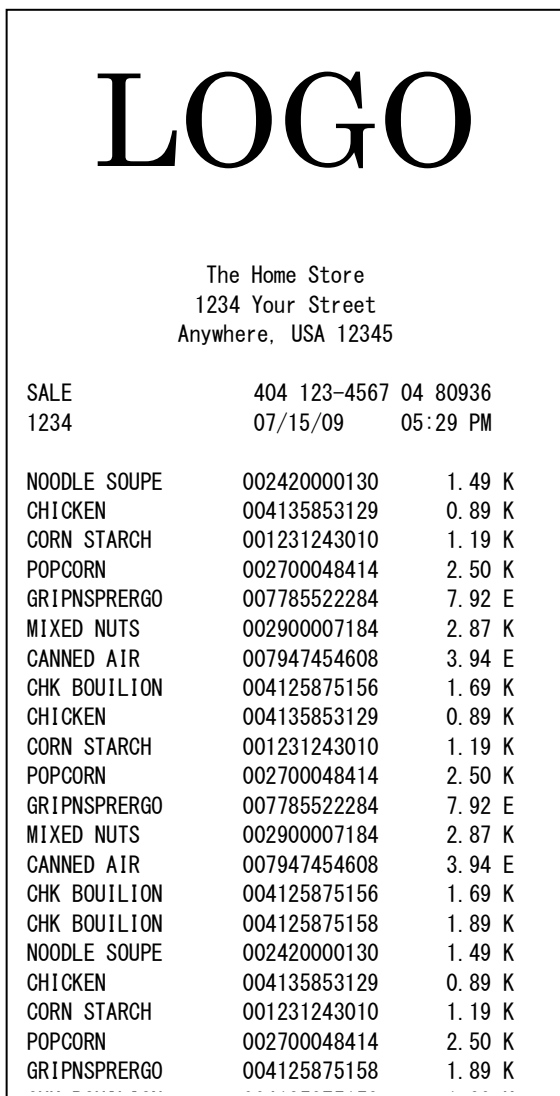 LOGO
The Home Store
1234 Your Street
Anywhere, USA 12345
SALE 404 123-4567 04 80936
1234 07/15/09 05:29 PM
NOODLE SOUPE 002420000130 1.49 K
CHICKEN 004135853129 0.89 K
CORN STARCH 001231243010 1.19 K
POPCORN 002700048414 2.50 K
GRIPNSPRERGO 007785522284 7.92 E
MIXED NUTS 002900007184 2.87 K
CANNED AIR 007947454608 3.94 E
CHK BOUILION 004125875156 1.69 K
CHICKEN 004135853129 0.89 K
CORN STARCH 001231243010 1.19 K
POPCORN 002700048414 2.50 K
GRIPNSPRERGO 007785522284 7.92 E
MIXED NUTS 002900007184 2.87 K
CANNED AIR 007947454608 3.94 E
CHK BOUILION 004125875156 1.69 K
CHK BOUILION 004125875158 1.89 K
NOODLE SOUPE 002420000130 1.49 K
CHICKEN 004135853129 0.89 K
CORN STARCH 001231243010 1.19 K
POPCORN 002700048414 2.50 K
GRIPNSPRERGO 004125875158 1.89 K